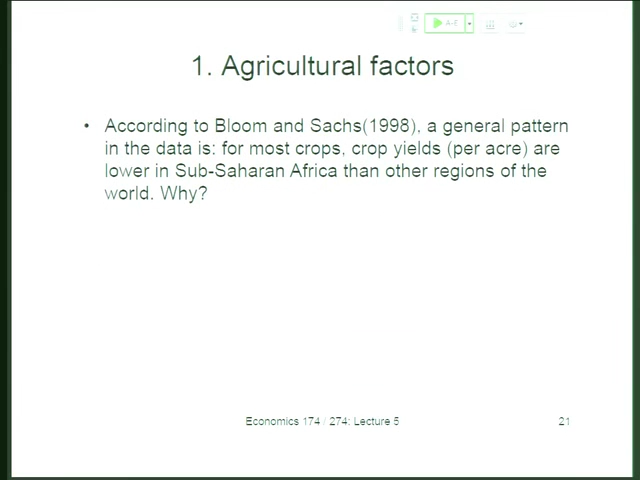 A-E
1. Agricultural factors
• According to Bloom and Sachs(1998), a general pattern
in the data is: for most crops, crop yields (per acre) are
lower in Sub-Saharan Africa than other regions of the
world. Why?
Economics 174 / 274: Lecture 5
21